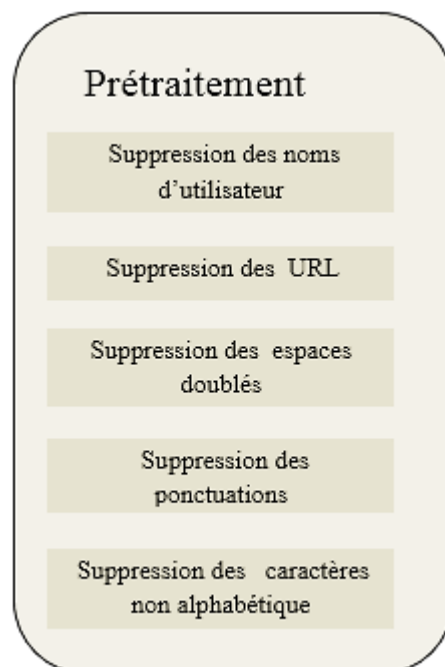 Prétraitement
Suppression des noms
d’utilisateur
Suppression des URL
Suppression des espaces
doublés
Suppression des
ponctuations
Suppression des caractères
non alphabétique